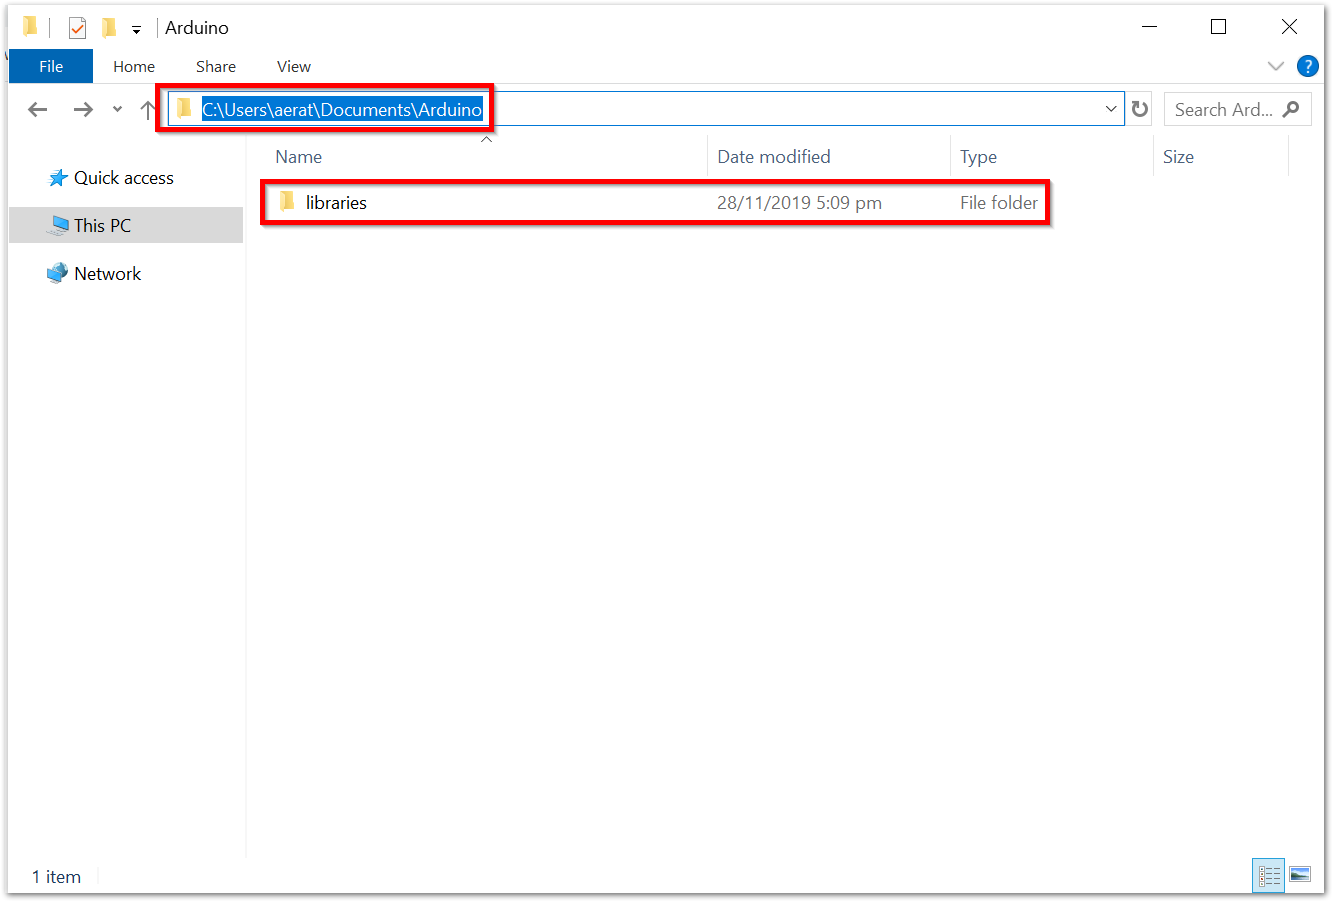 Arduino
File Home Share View ?
C:\Users\aerat\Documents\Arduino Search Ard...
Name Date modified Type Size
libraries 28/11/2019 5:09 pm File folder
Quick access
This PC
Network
1 item